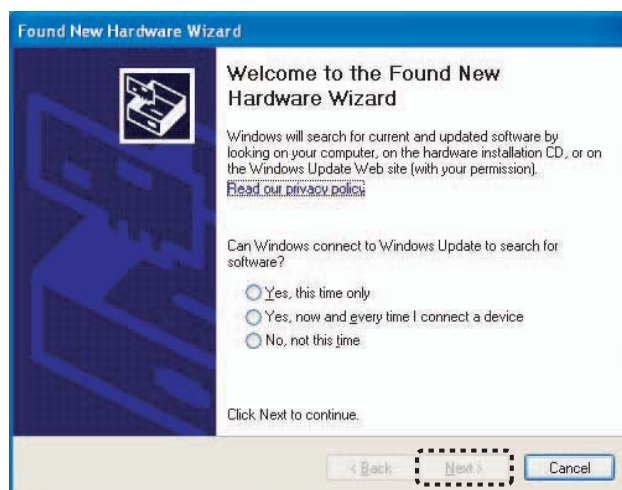 Found New Hardware Wizard
Welcome to the Found New
Hardware Wizard
Windows will search for current and updated software by
looking on your computer, on the hardware installation CD, or on
the Windows Update Web site (with your permission).
Read our privacy policy
Can Windows connect to Windows Update to search for
software?
Yes, this time only
Yes, now and every time I connect a device
No, not this time
Click Next to continue.
< Back
Next >
Cancel